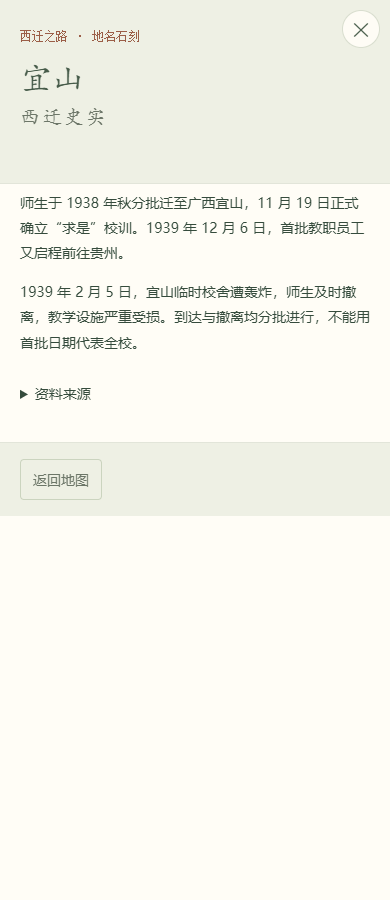 西迁之路 · 地名石刻
宜山
西迁史实
师生于 1938 年秋分批迁至广西宜山，11 月 19 日正式
确立“求是”校训。1939 年 12 月 6 日，首批教职员工
又启程前往贵州。
1939 年 2 月 5 日，宜山临时校舍遭轰炸，师生及时撤
离，教学设施严重受损。到达与撤离均分批进行，不能用
首批日期代表全校。
▶ 资料来源
返回地图